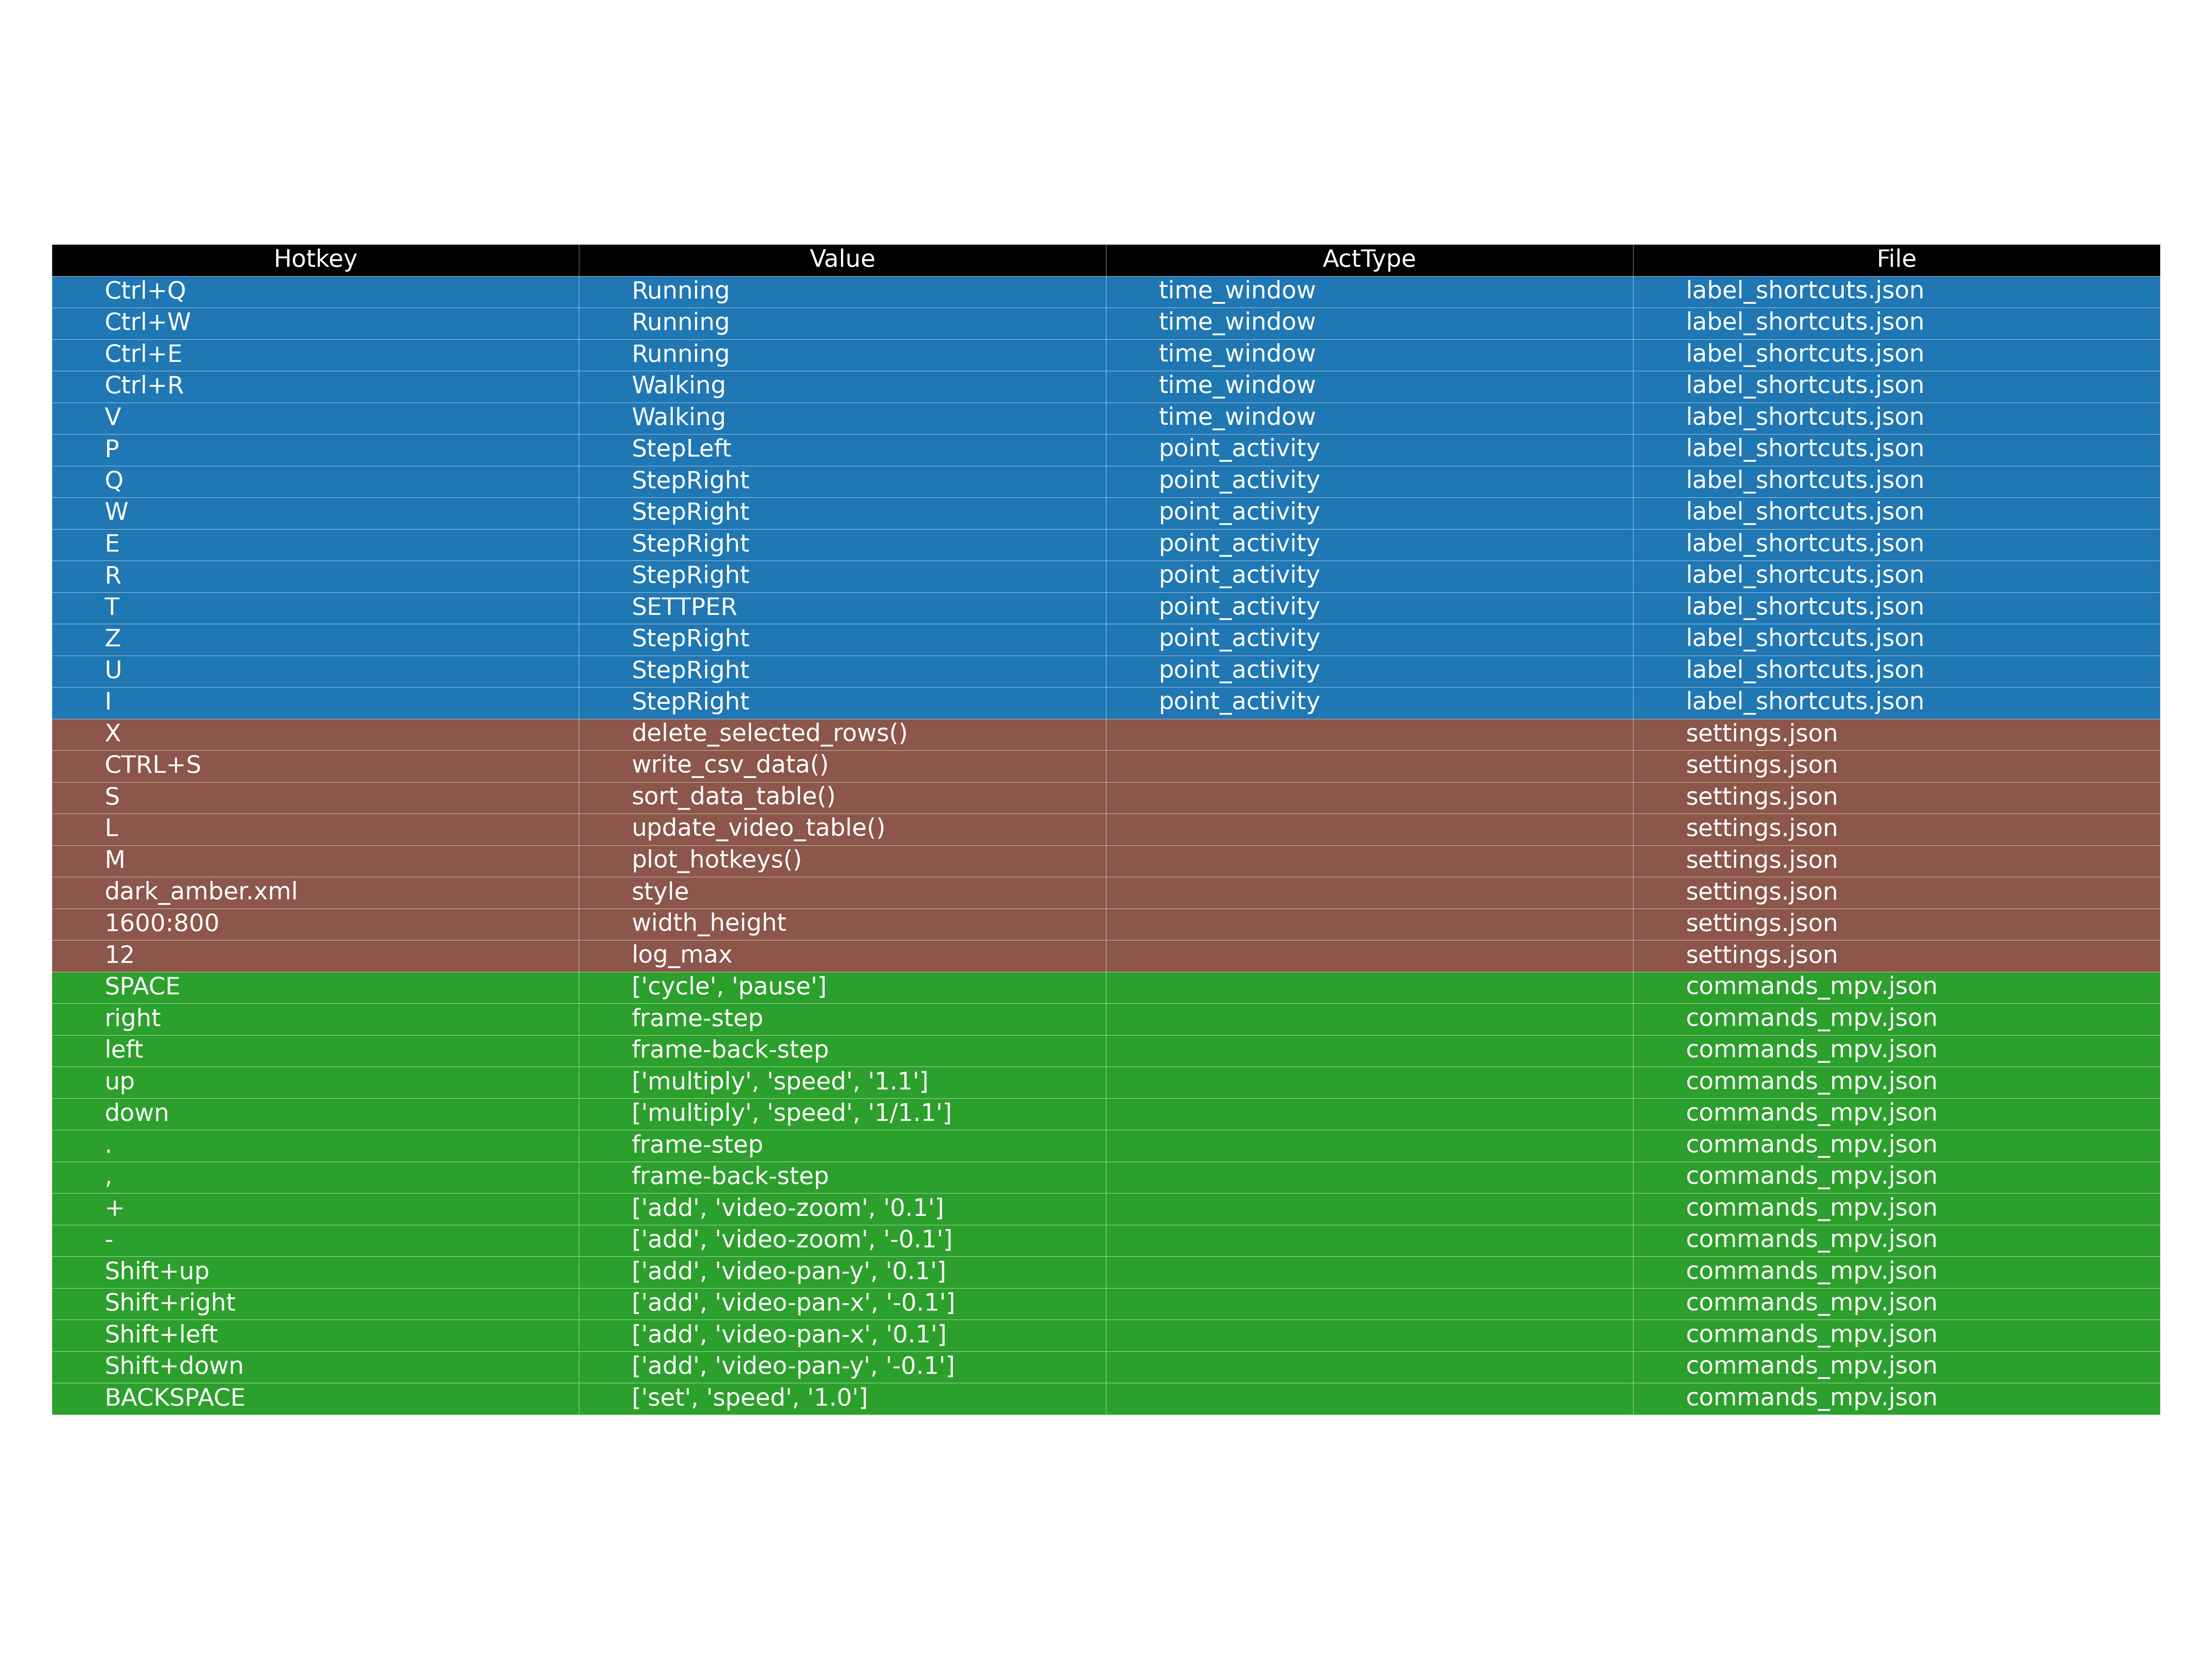 Hotkey Value ActType File
Ctrl+Q Running time_window label_shortcuts.json
Ctrl+W Running time_window label_shortcuts.json
Ctrl+E Running time_window label_shortcuts.json
Ctrl+R Walking time_window label_shortcuts.json
V Walking time_window label_shortcuts.json
P StepLeft point_activity label_shortcuts.json
Q StepRight point_activity label_shortcuts.json
W StepRight point_activity label_shortcuts.json
E StepRight point_activity label_shortcuts.json
R StepRight point_activity label_shortcuts.json
T SETTPER point_activity label_shortcuts.json
Z StepRight point_activity label_shortcuts.json
U StepRight point_activity label_shortcuts.json
I StepRight point_activity label_shortcuts.json
X delete_selected_rows() settings.json
CTRL+S write_csv_data() settings.json
S sort_data_table() settings.json
L update_video_table() settings.json
M plot_hotkeys() settings.json
dark_amber.xml style settings.json
1600:800 width_height settings.json
12 log_max settings.json
SPACE ['cycle', 'pause'] commands_mpv.json
right frame-step commands_mpv.json
left frame-back-step commands_mpv.json
up ['multiply', 'speed', '1.1'] commands_mpv.json
down ['multiply', 'speed', '1/1.1'] commands_mpv.json
. frame-step commands_mpv.json
, frame-back-step commands_mpv.json
+ ['add', 'video-zoom', '0.1'] commands_mpv.json
- ['add', 'video-zoom', '-0.1'] commands_mpv.json
Shift+up ['add', 'video-pan-y', '0.1'] commands_mpv.json
Shift+right ['add', 'video-pan-x', '-0.1'] commands_mpv.json
Shift+left ['add', 'video-pan-x', '0.1'] commands_mpv.json
Shift+down ['add', 'video-pan-y', '-0.1'] commands_mpv.json
BACKSPACE ['set', 'speed', '1.0'] commands_mpv.json